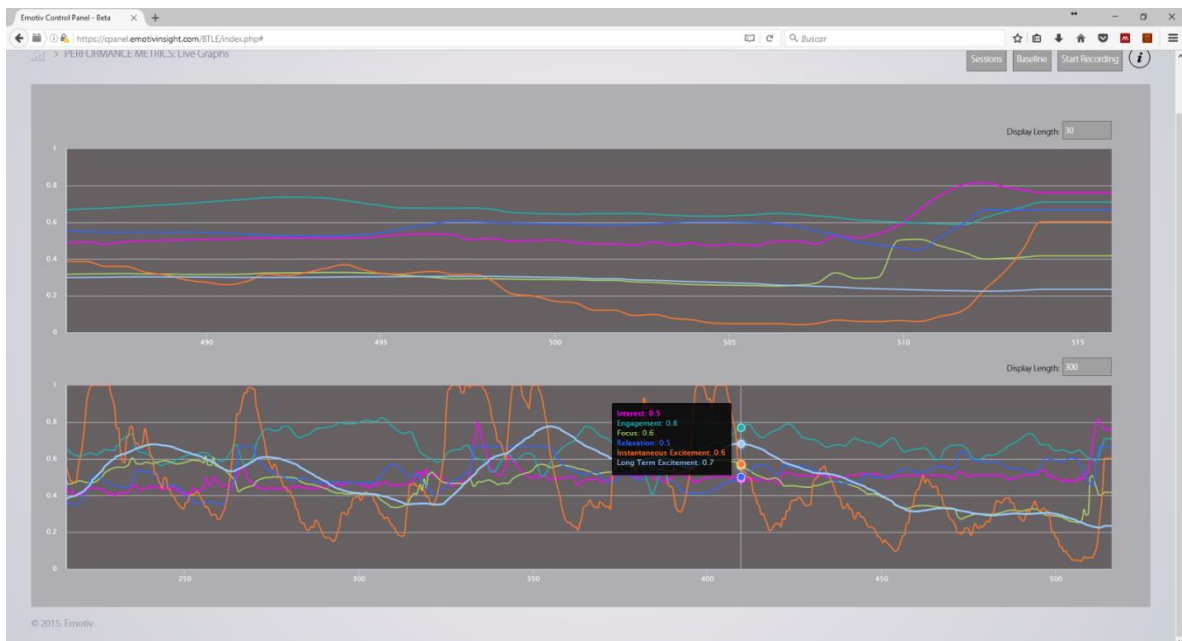 Emotiv Control Panel - Beta
https://cpanel.emotivinsight.com/BTLE/index.php#
Buscar
> PERFORMANCE METRICS: Live Graphs
Sessions Baseline Start Recording i
Display Length: 30
1
0.8
0.6
0.4
0.2
0
490 495 500 505 510 515
Display Length: 300
1
0.8
0.6
0.4
0.2
0
Interest: 0.5
Engagement: 0.8
Focus: 0.6
Relaxation: 0.5
Instantaneous Excitement: 0.6
Long Term Excitement: 0.7
250 300 350 400 450 500
© 2015. Emotiv